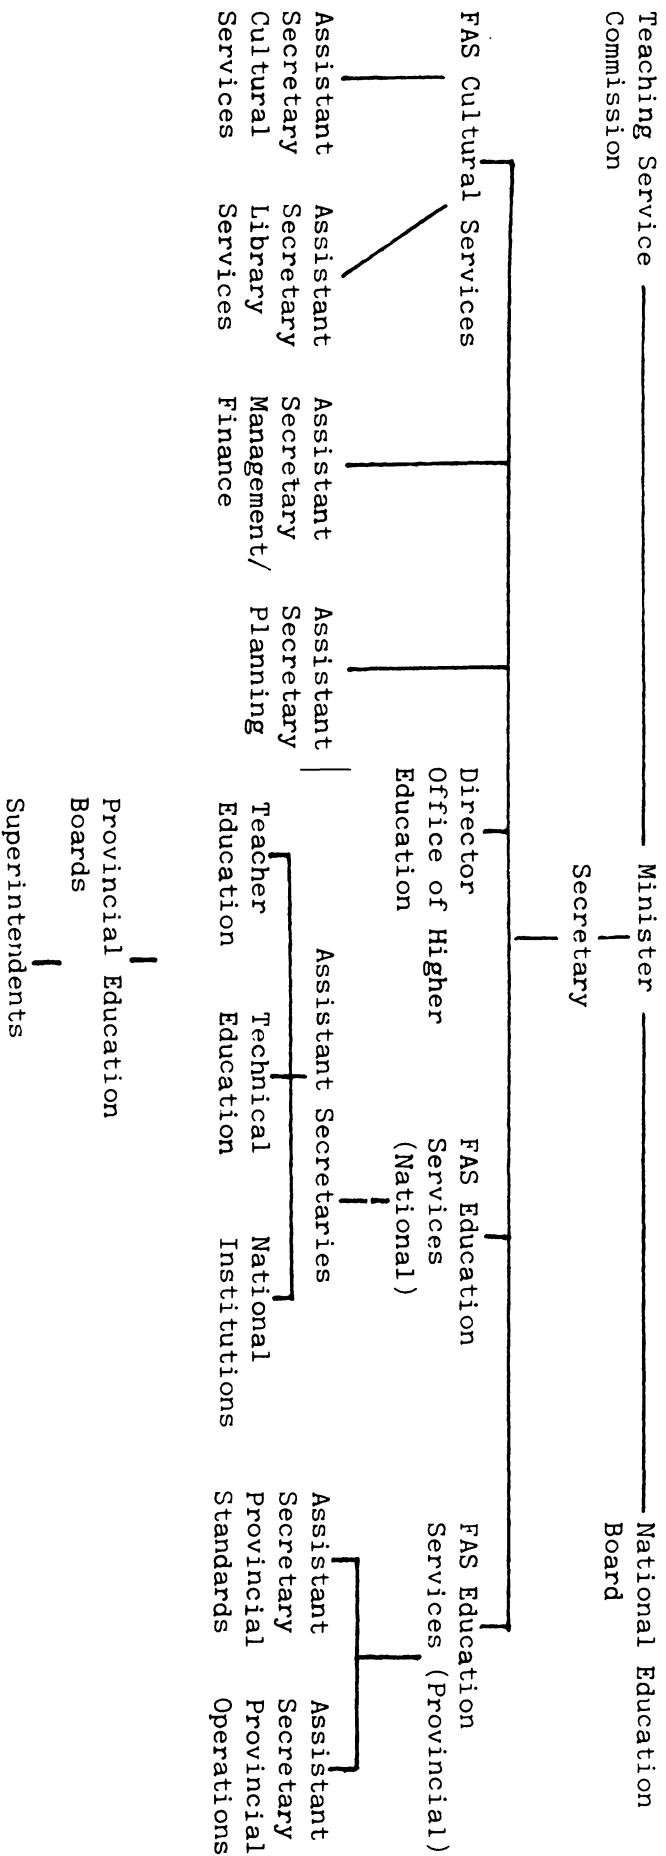 Teaching Service
Commission
Minister
National Education
Board
Secretary
FAS Cultural Services
Director
Office of Higher
Education
FAS Education
Services
(National)
FAS Education
Services (Provincial)
Assistant
Secretary
Cultural
Services
Assistant
Secretary
Library
Services
Assistant
Secretary
Management/
Finance
Assistant
Secretary
Planning
Assistant Secretaries
Teacher
Education
Technical
Education
National
Institutions
Assistant
Secretary
Provincial
Standards
Assistant
Secretary
Provincial
Operations
Provincial Education
Boards
Superintendents